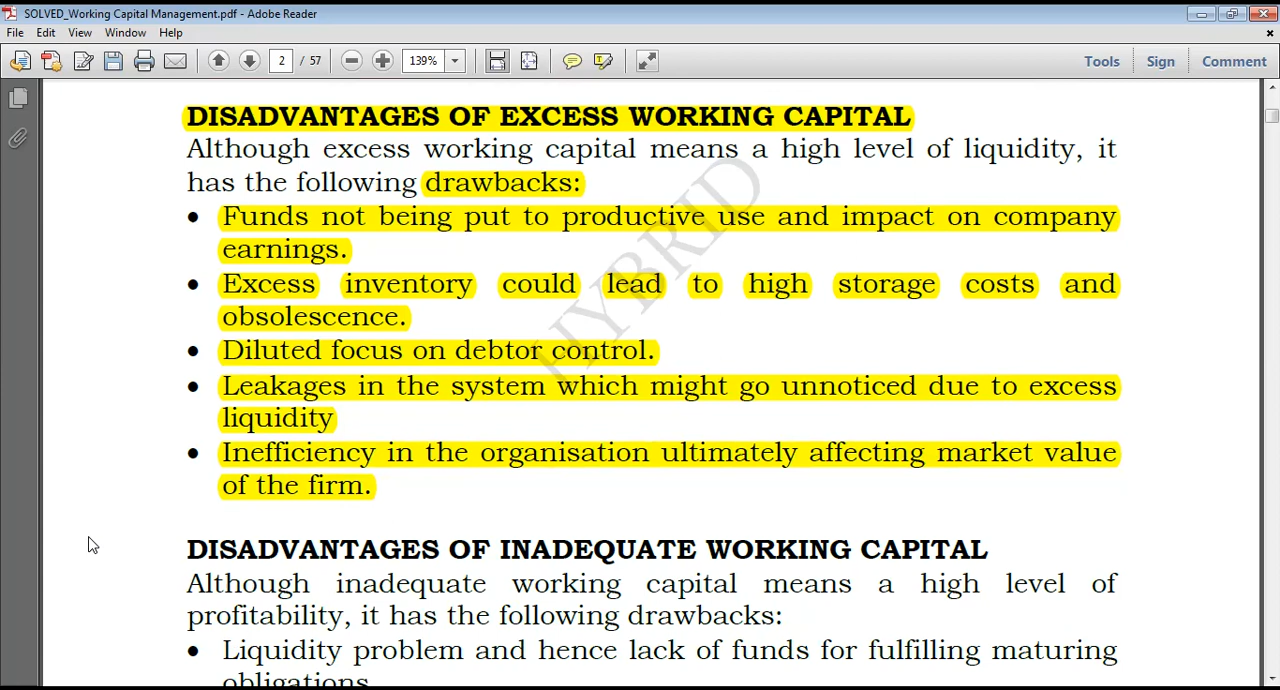 SOLVED_Working Capital Management.pdf - Adobe Reader
File Edit View Window Help
2 / 57 139% Tools Sign Comment
DISADVANTAGES OF EXCESS WORKING CAPITAL
Although excess working capital means a high level of liquidity, it
has the following drawbacks:
• Funds not being put to productive use and impact on company
earnings.
• Excess inventory could lead to high storage costs and
obsolescence.
• Diluted focus on debtor control.
• Leakages in the system which might go unnoticed due to excess
liquidity
• Inefficiency in the organisation ultimately affecting market value
of the firm.
HYBRID
DISADVANTAGES OF INADEQUATE WORKING CAPITAL
Although inadequate working capital means a high level of
profitability, it has the following drawbacks:
• Liquidity problem and hence lack of funds for fulfilling maturing
obligations